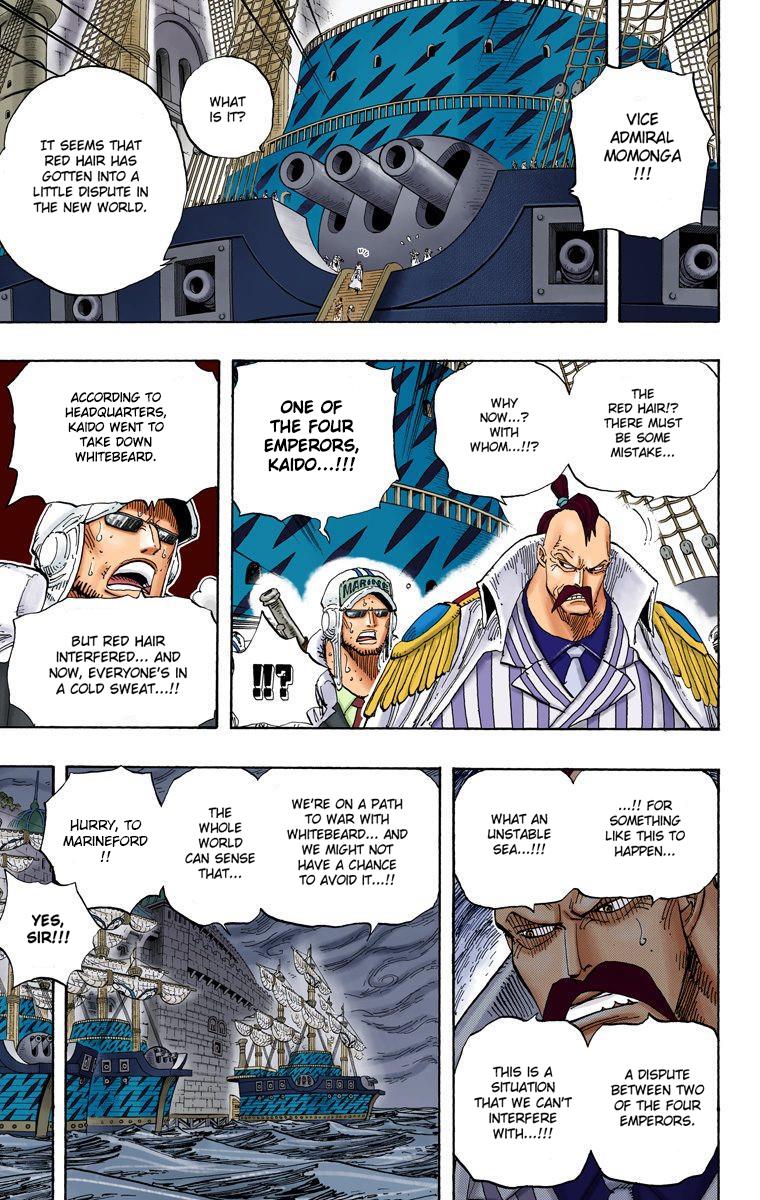 VICE
ADMIRAL
MOMONGA
!!!
WHAT
IS IT?
IT SEEMS THAT
RED HAIR HAS
GOTTEN INTO A
LITTLE DISPUTE IN
THE NEW WORLD.
THE
RED HAIR!?
THERE MUST
BE SOME
MISTAKE...
WHY
NOW...?
WITH
WHOM...!!?
ONE OF
THE FOUR
EMPERORS,
KAIDO...!!!
MARINE
!!?
ACCORDING TO
HEADQUARTERS,
KAIDO WENT TO
TAKE DOWN
WHITEBEARD.
BUT RED HAIR
INTERFERED... AND
NOW, EVERYONE'S IN
A COLD SWEAT...!!
...!! FOR
SOMETHING
LIKE THIS TO
HAPPEN...
WHAT AN
UNSTABLE
SEA...!!!
A DISPUTE
BETWEEN TWO
OF THE FOUR
EMPERORS.
THIS IS A
SITUATION
THAT WE CAN'T
INTERFERE
WITH...!!!
WE'RE ON A PATH
TO WAR WITH
WHITEBEARD... AND
WE MIGHT NOT
HAVE A CHANCE
TO AVOID IT...!!
THE
WHOLE
WORLD
CAN SENSE
THAT...
HURRY, TO
MARINEFORD
!!
YES,
SIR!!!